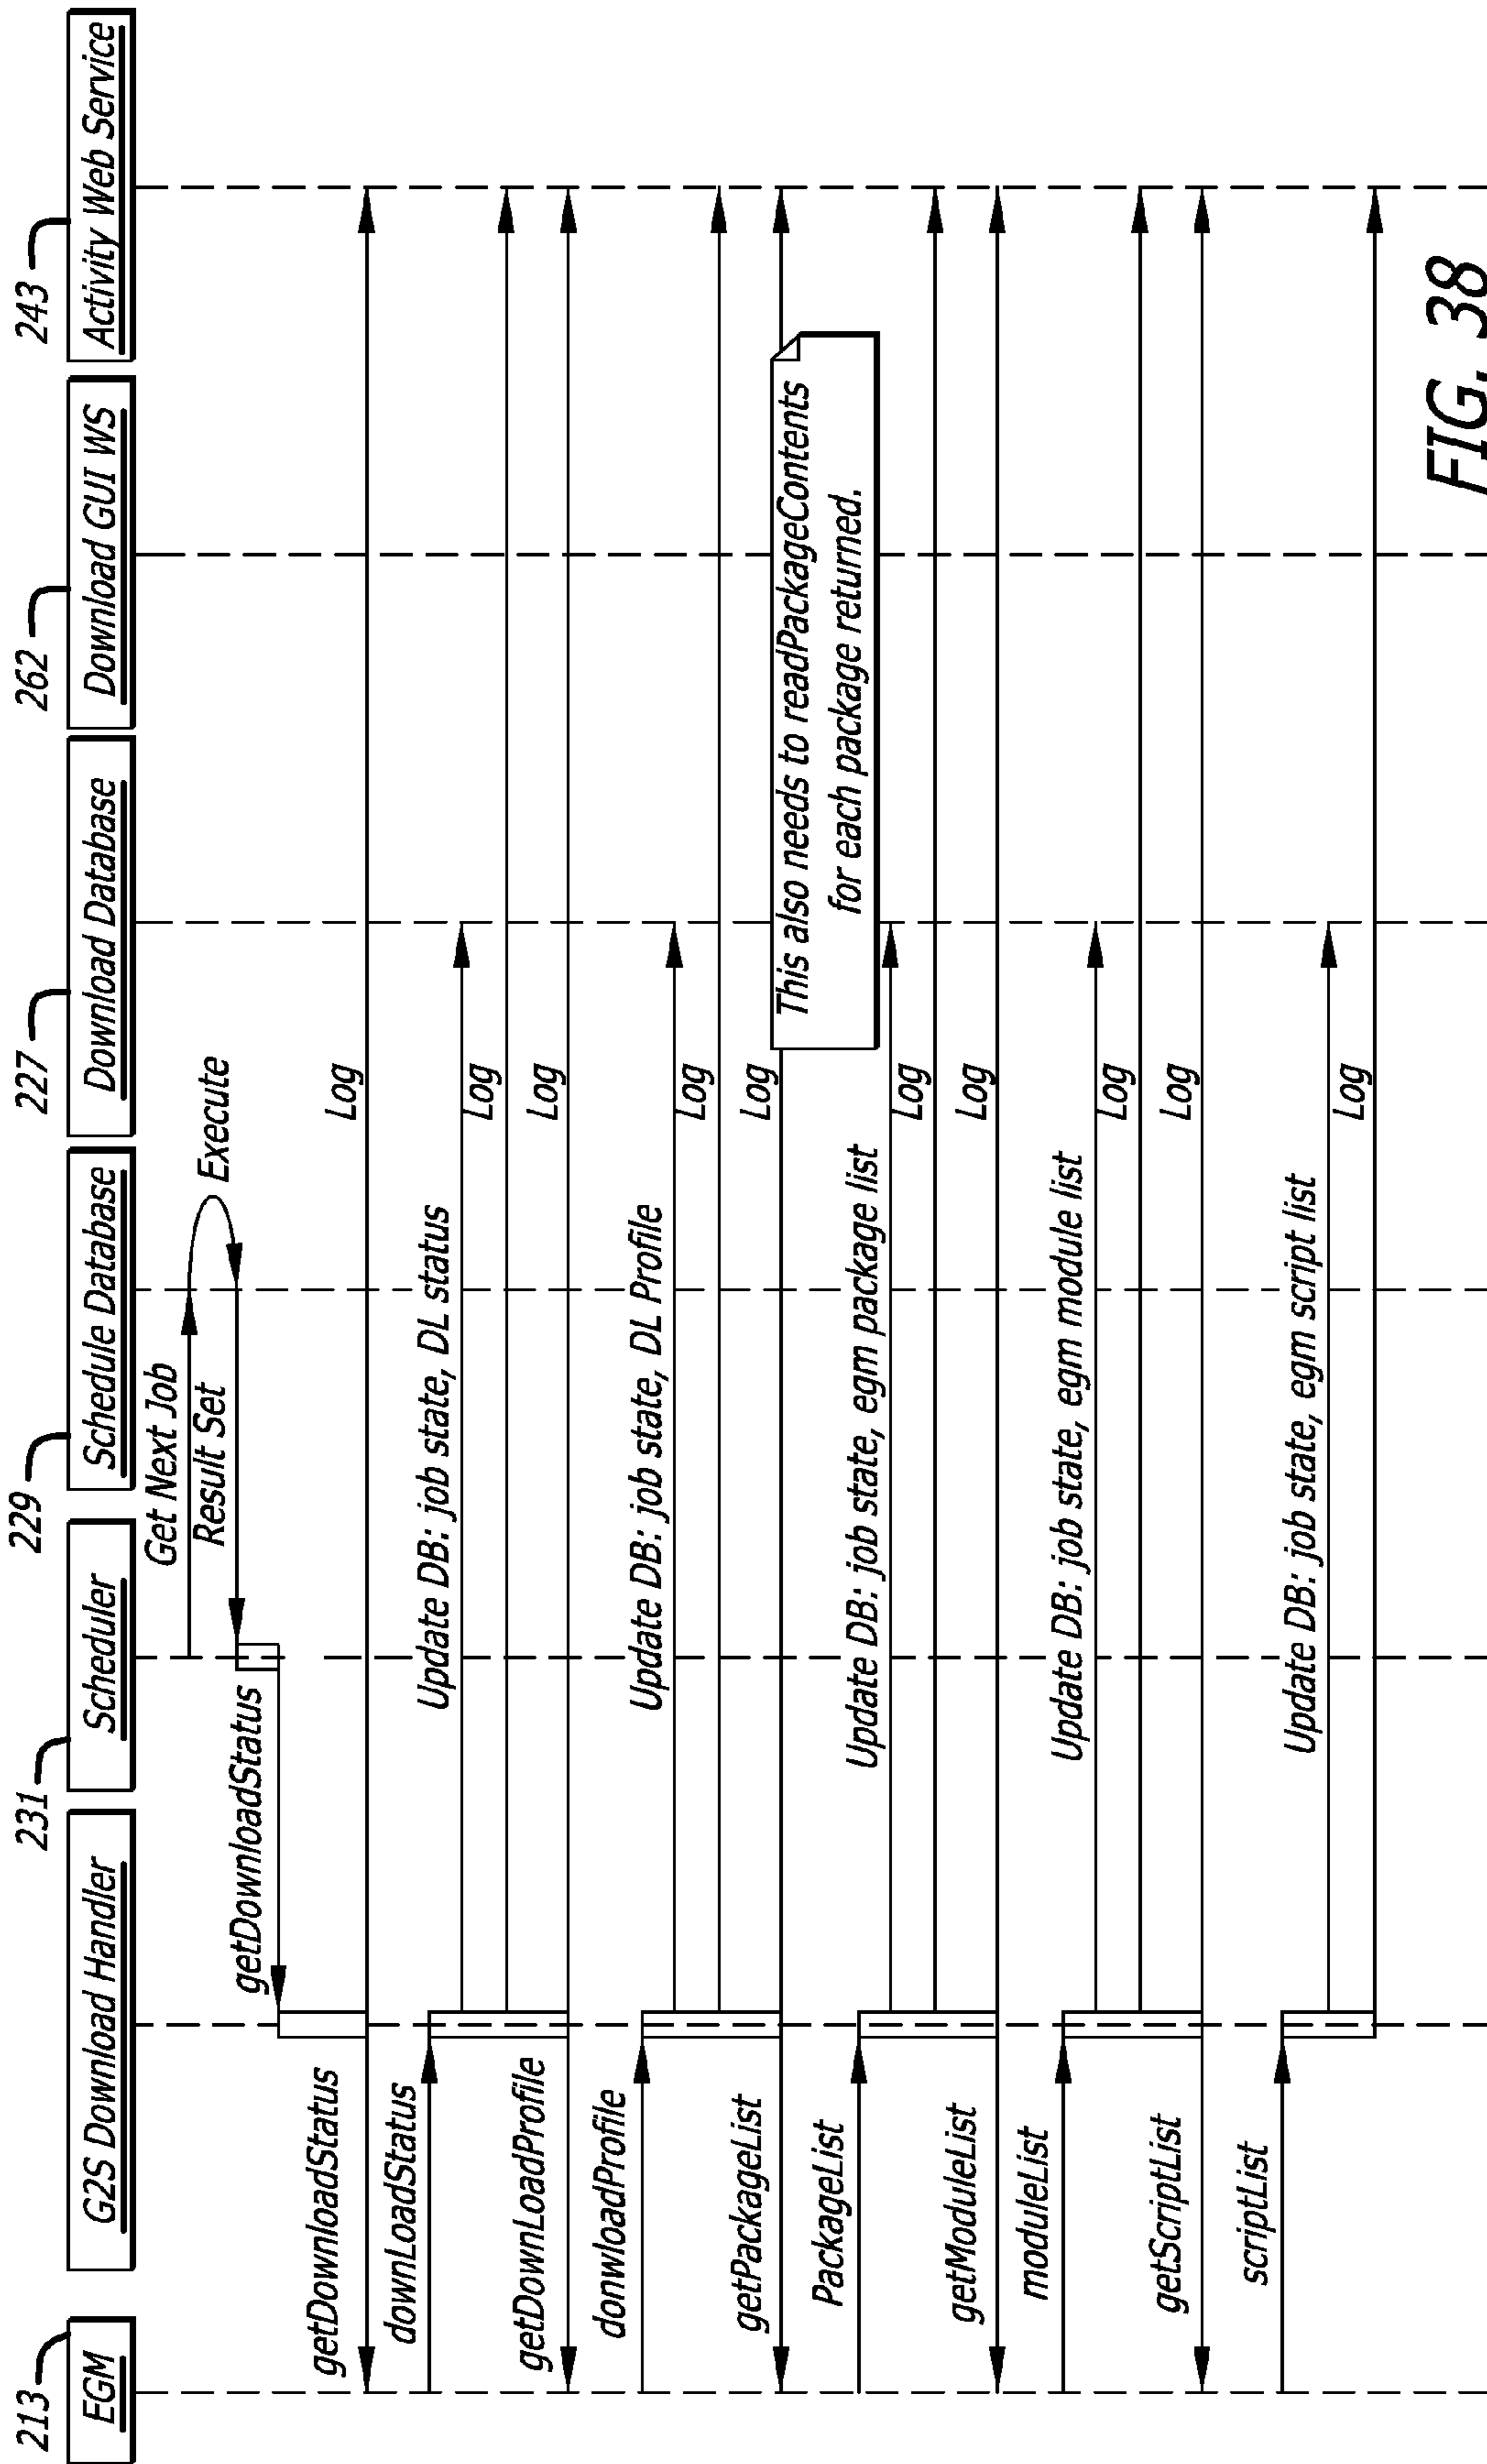 213
231
229
227
262
243
EGM
G2S Download Handler
Scheduler
Schedule Database
Download Database
Download GUI WS
Activity Web Service
Get Next Job
Execute
Result Set
getDownloadStatus
getDownloadStatus
Log
downLoadStatus
Update DB: job state, DL status
Log
getDownLoadProfile
Log
donwloadProfile
Update DB: job state, DL Profile
Log
getPackageList
Log
This also needs to readPackageContents
for each package returned.
PackageList
Update DB: job state, egm package list
Log
getModuleList
Log
moduleList
Update DB: job state, egm module list
Log
getScriptList
Log
scriptList
Update DB: job state, egm script list
Log
FIG. 38